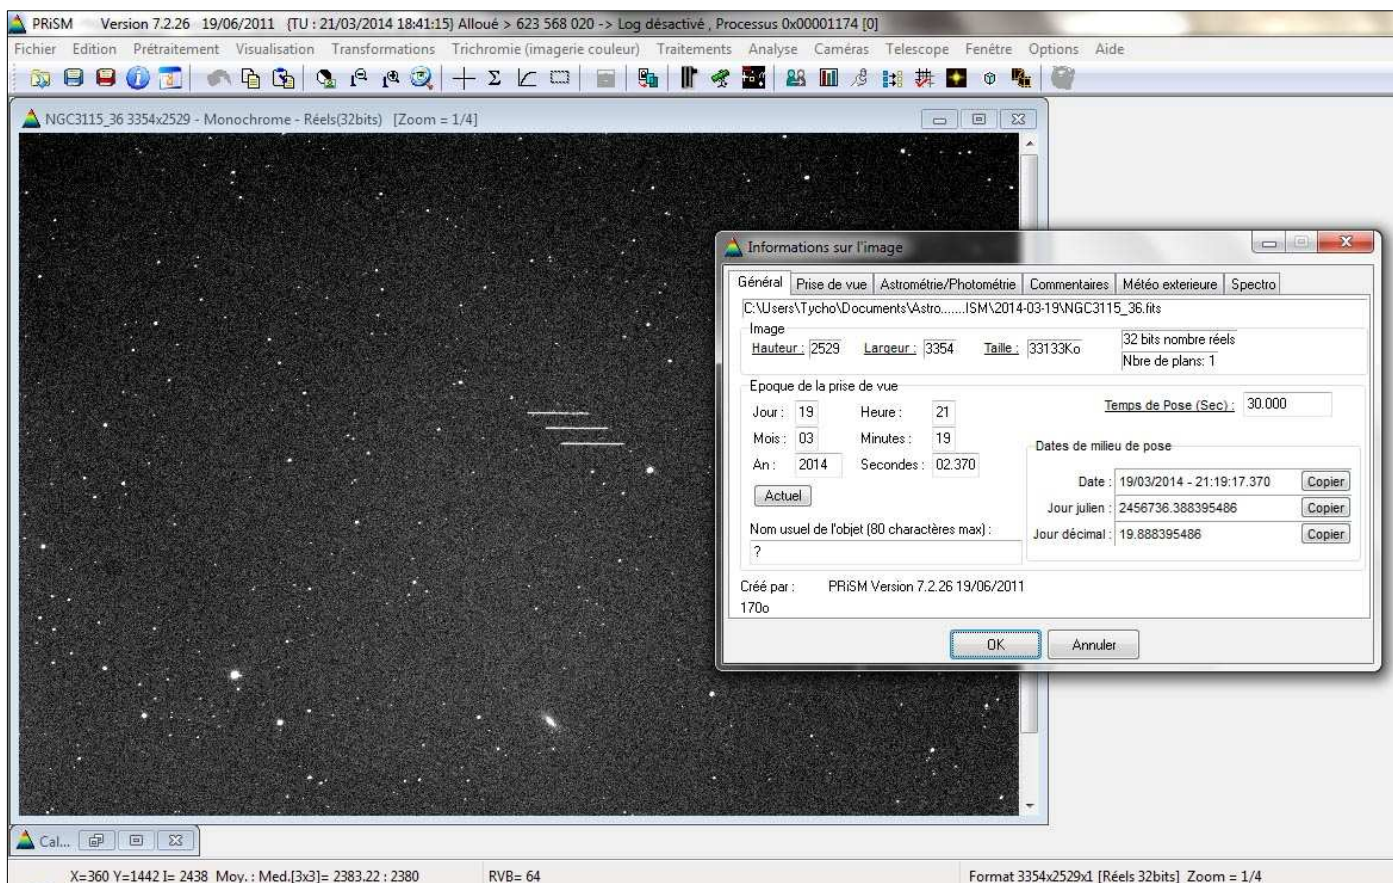 PRiSM Version 7.2.26 19/06/2011 {TU : 21/03/2014 18:41:15} Alloué > 623 568 020 -> Log désactivé , Processus 0x00001174 [0]
Fichier Edition Prétraitement Visualisation Transformations Trichromie (imagerie couleur) Traitements Analyse Caméras Telescope Fenêtre Options Aide
NGC3115_36 3354x2529 - Monochrome - Réels(32bits) [Zoom = 1/4]
Informations sur l'image
Général Prise de vue Astrométrie/Photométrie Commentaires Météo exterieure Spectro
C:\Users\Tycho\Documents\Astro.......ISM\2014-03-19\NGC3115_36.fits
Image
Hauteur : 2529 Largeur : 3354 Taille : 33133Ko
32 bits nombre réels
Nbre de plans: 1
Epoque de la prise de vue
Jour : 19 Heure : 21
Mois : 03 Minutes : 19
An : 2014 Secondes : 02.370
Actuel
Temps de Pose (Sec) : 30.000
Dates de milieu de pose
Date : 19/03/2014 - 21:19:17.370 Copier
Jour julien : 2456736.388395486 Copier
Jour décimal : 19.888395486 Copier
Nom usuel de l'objet (80 charactères max) :
?
Créé par : PRiSM Version 7.2.26 19/06/2011
170o
OK Annuler
Cal...
X=360 Y=1442 I= 2438 Moy. : Med.[3x3]= 2383.22 : 2380 RVB= 64 Format 3354x2529x1 [Réels 32bits] Zoom = 1/4